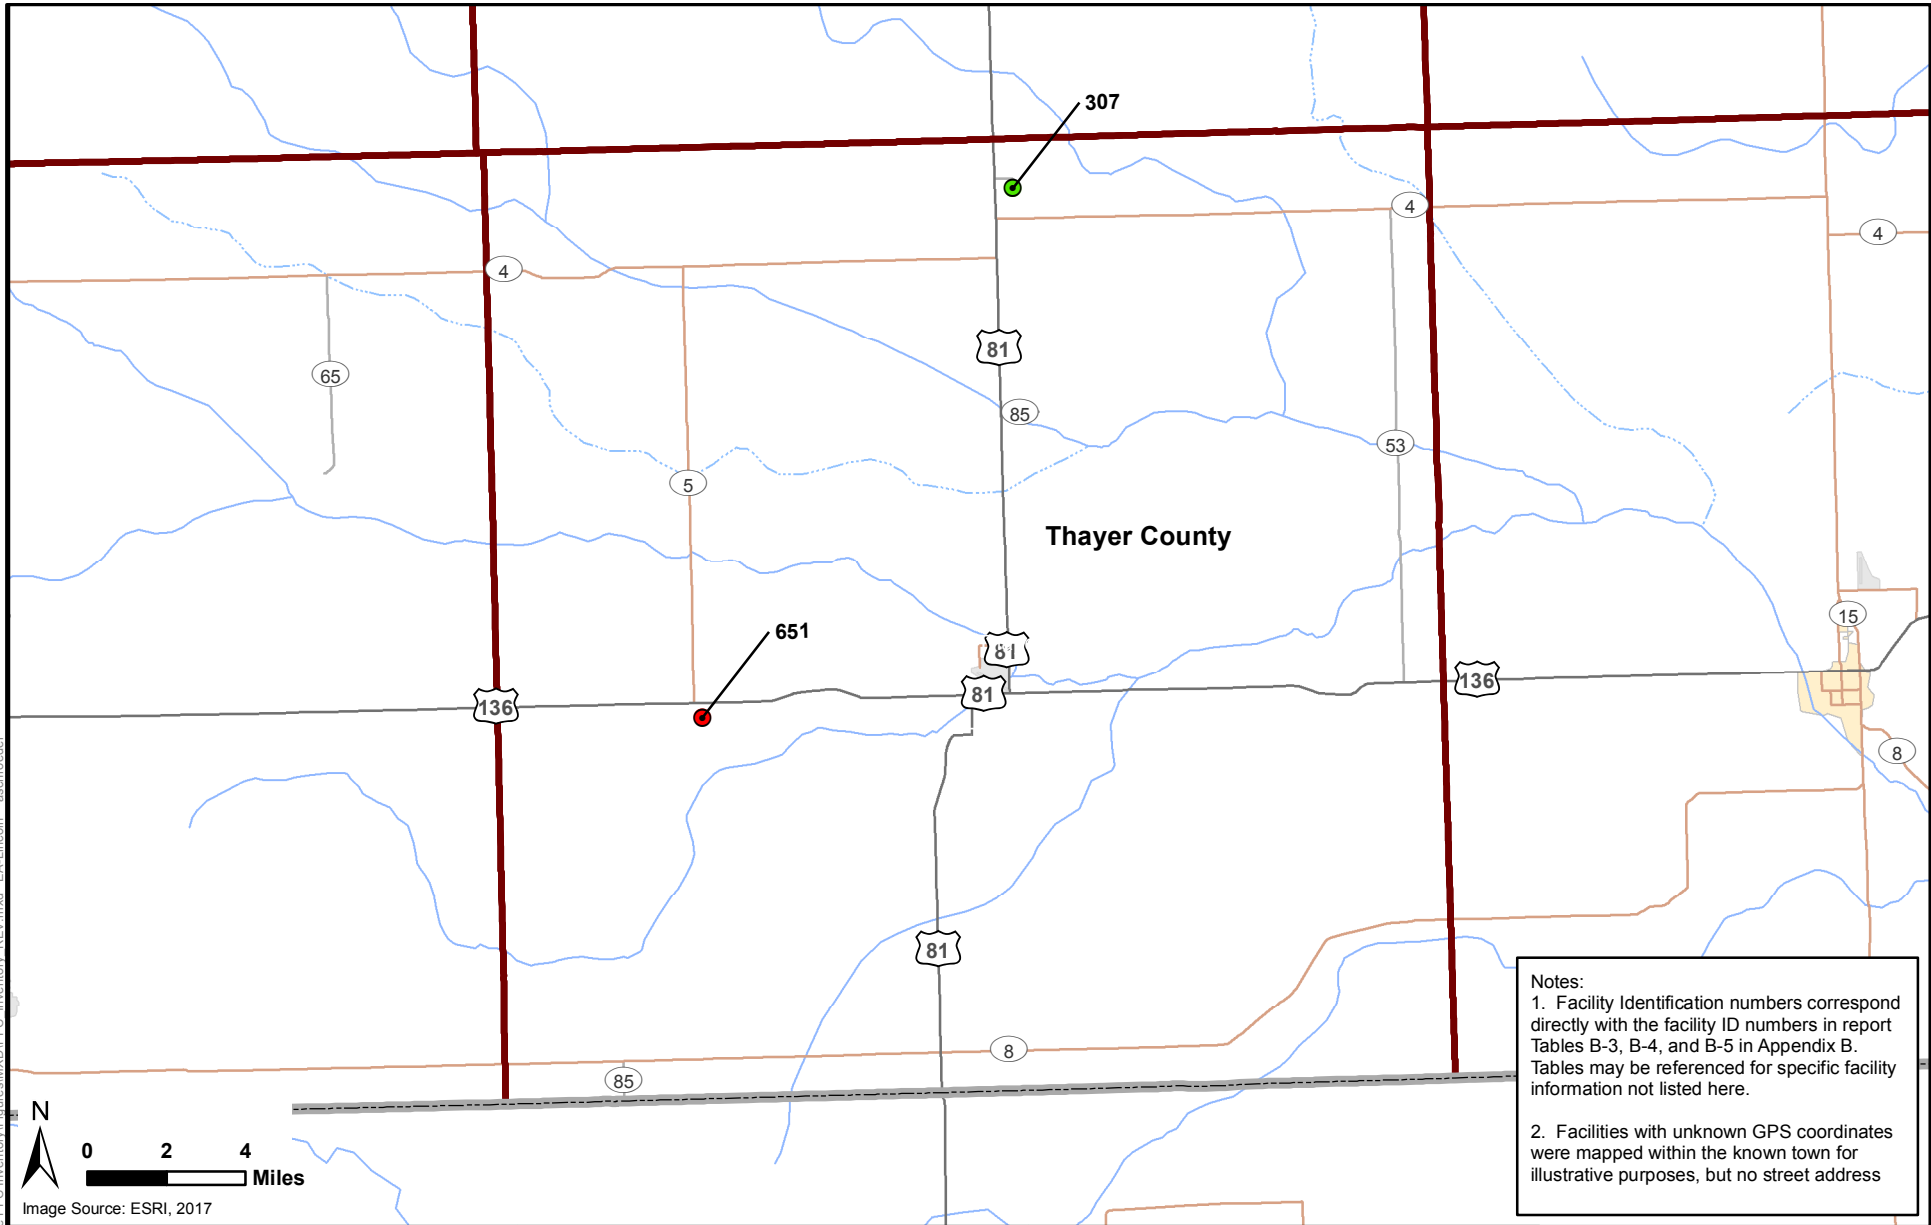 307
4
4
4
81
65
85
53
5
Thayer County
15
651
81
81
136
136
8
81
8
85
N
0 2 4
Miles
Image Source: ESRI, 2017
Notes:
1. Facility Identification numbers correspond
directly with the facility ID numbers in report
Tables B-3, B-4, and B-5 in Appendix B.
Tables may be referenced for specific facility
information not listed here.
2. Facilities with unknown GPS coordinates
were mapped within the known town for
illustrative purposes, but no street address